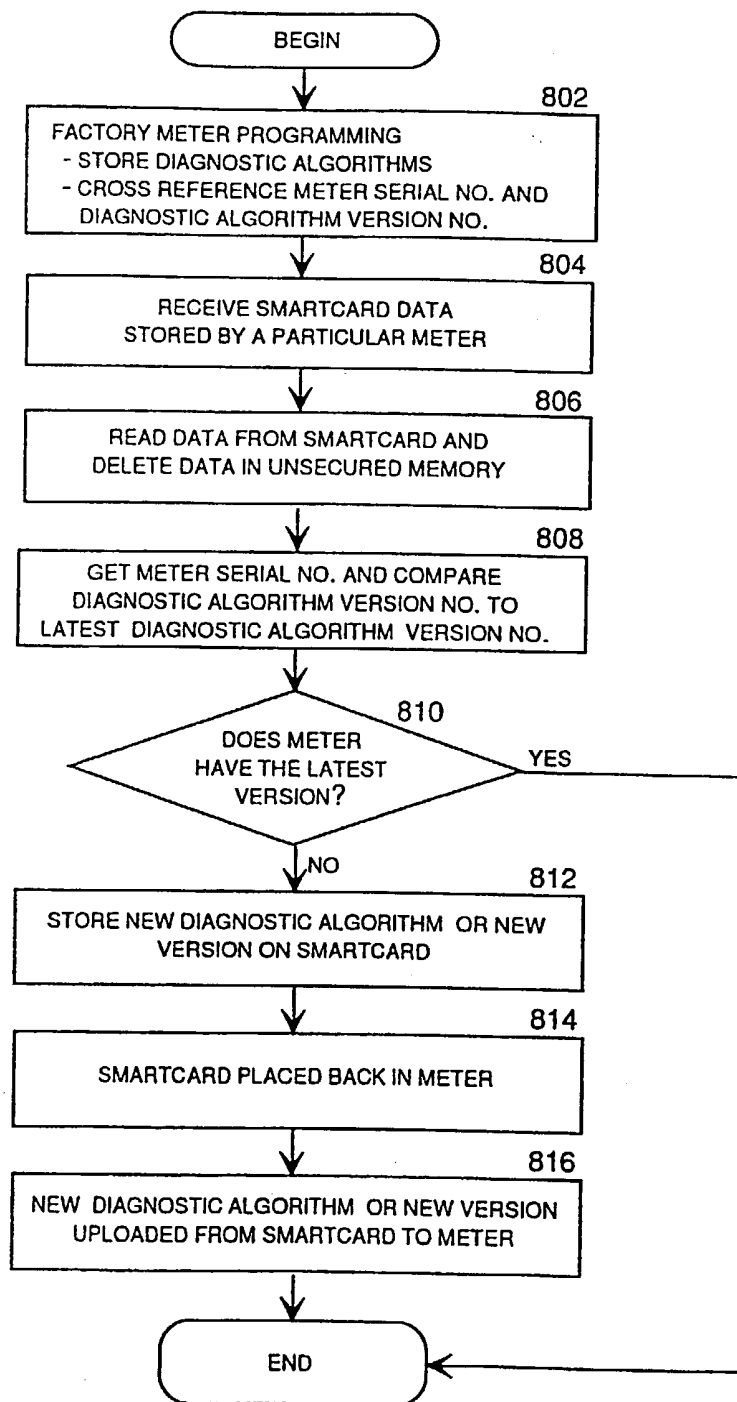 BEGIN
802
FACTORY METER PROGRAMMING
- STORE DIAGNOSTIC ALGORITHMS
- CROSS REFERENCE METER SERIAL NO. AND
DIAGNOSTIC ALGORITHM VERSION NO.
804
RECEIVE SMARTCARD DATA
STORED BY A PARTICULAR METER
806
READ DATA FROM SMARTCARD AND
DELETE DATA IN UNSECURED MEMORY
808
GET METER SERIAL NO. AND COMPARE
DIAGNOSTIC ALGORITHM VERSION NO. TO
LATEST DIAGNOSTIC ALGORITHM VERSION NO.
810
DOES METER
HAVE THE LATEST
VERSION?
YES
NO
812
STORE NEW DIAGNOSTIC ALGORITHM OR NEW
VERSION ON SMARTCARD
814
SMARTCARD PLACED BACK IN METER
816
NEW DIAGNOSTIC ALGORITHM OR NEW VERSION
UPLOADED FROM SMARTCARD TO METER
END